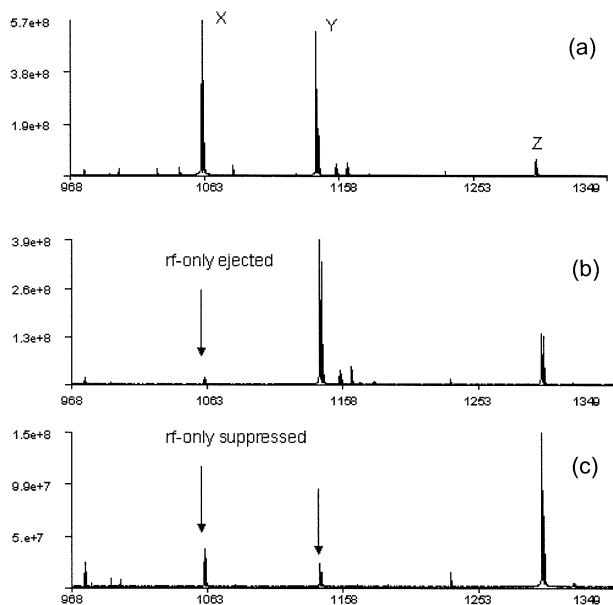 5.7e+8
X
Y
(a)
3.8e+8
1.9e+8
Z
968
1063
1158
1253
1349
3.9e+8
rf-only ejected
(b)
2.6e+8
1.3e+8
968
1063
1158
1253
1349
1.5e+8
rf-only suppressed
(c)
9.9e+7
5.e+7
968
1063
1158
1253
1349